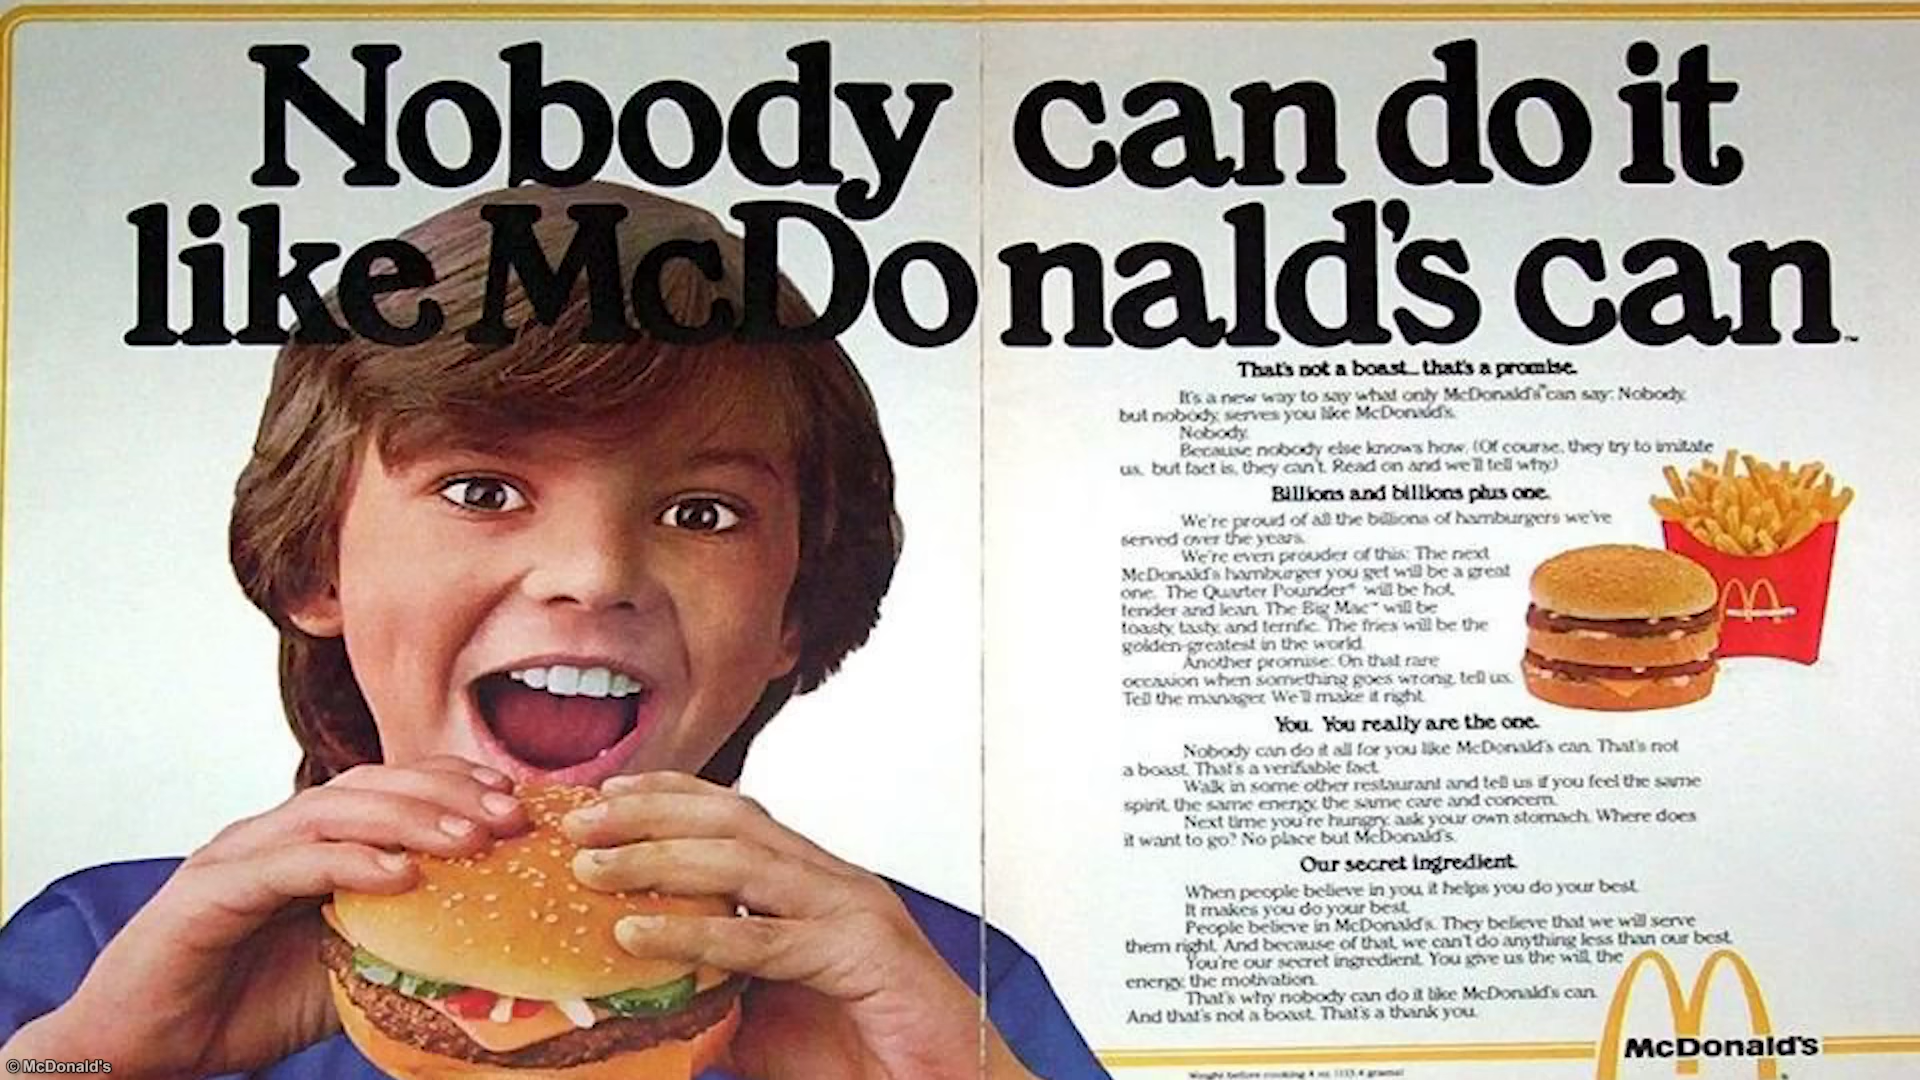 Nobody can do it
like McDonald's can™
That's not a boast... that's a promise.
It's a new way to say what only McDonald's® can say: Nobody,
but nobody, serves you like McDonald's.
Nobody.
Because nobody else knows how. (Of course, they try to imitate
us, but fact is, they can't. Read on and we'll tell why.)
Billions and billions plus one.
We're proud of all the billions of hamburgers we've
served over the years.
We're even prouder of this: The next
McDonald's hamburger you get will be a great
one. The Quarter Pounder® will be hot,
tender and lean. The Big Mac™ will be
toasty, tasty, and terrific. The fries will be the
golden-greatest in the world.
Another promise: On that rare
occasion when something goes wrong, tell us.
Tell the manager. We'll make it right.
You. You really are the one.
Nobody can do it all for you like McDonald's can. That's not
a boast. That's a verifiable fact.
Walk in some other restaurant and tell us if you feel the same
spirit, the same energy, the same care and concern.
Next time you're hungry, ask your own stomach. Where does
it want to go? No place but McDonald's.
Our secret ingredient.
When people believe in you, it helps you do your best.
It makes you do your best.
People believe in McDonald's. They believe that we will serve
them right. And because of that, we can't do anything less than our best.
You're our secret ingredient. You give us the will, the
energy, the motivation.
That's why nobody can do it like McDonald's can.
And that's not a boast. That's a thank you.
McDonald's
Weight before cooking 4 oz. (113.4 grams)
© McDonald's